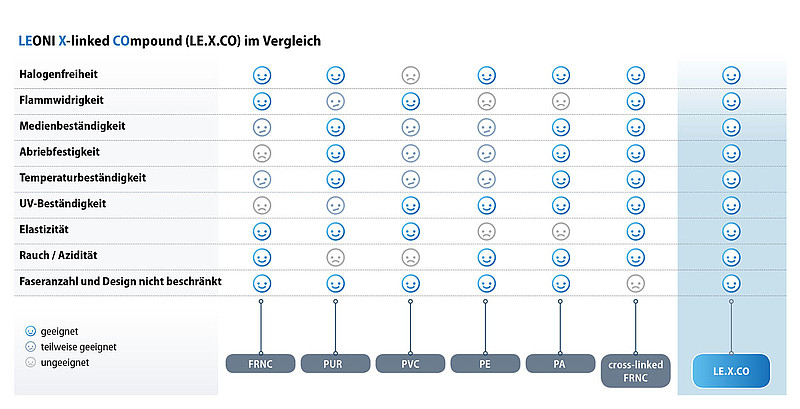 LEONI X-linked COmpound (LE.X.CO) im Vergleich
Halogenfreiheit
Flammwidrigkeit
Medienbeständigkeit
Abriebfestigkeit
Temperaturbeständigkeit
UV-Beständigkeit
Elastizität
Rauch / Azidität
Faseranzahl und Design nicht beschränkt
geeignet
teilweise geeignet
ungeeignet
FRNC
PUR
PVC
PE
PA
cross-linked
FRNC
LE.X.CO